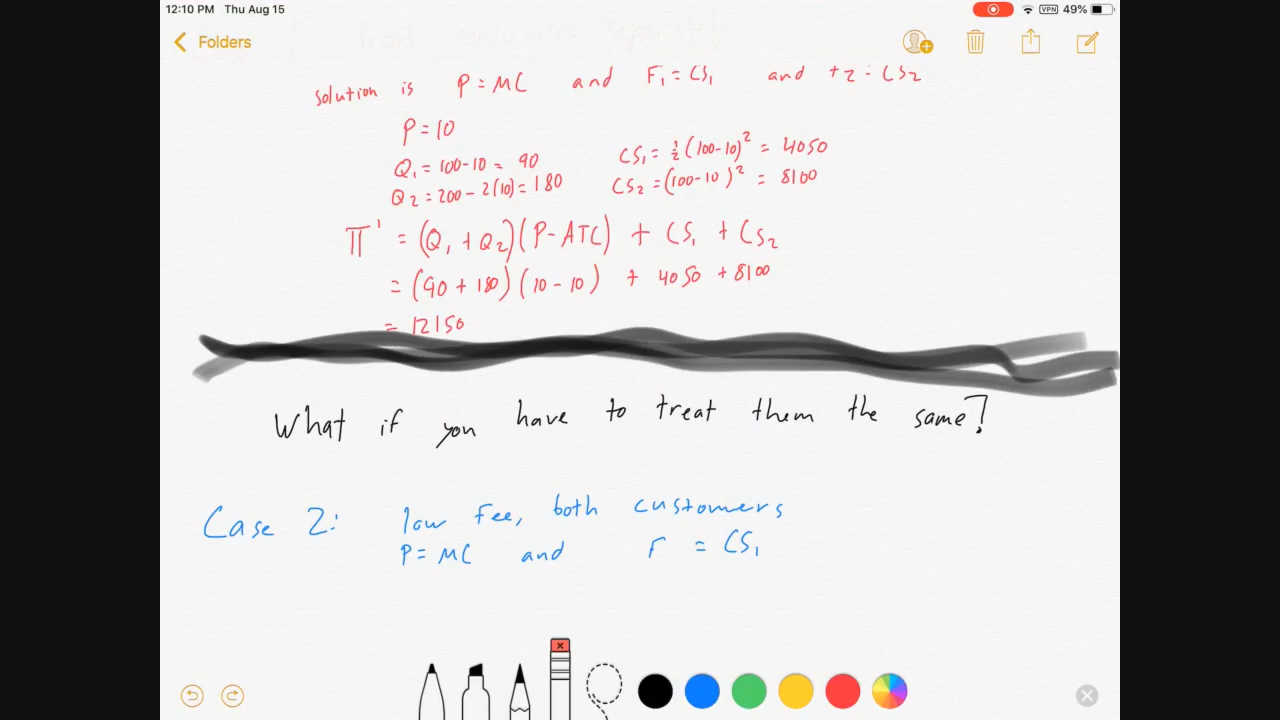 12:10 PM Thu Aug 15
VPN 49%
Folders
solution is P = MC and F₁ = CS₁ and +2 = CS₂
P = 10
Q₁ = 100-10 = 90
CS₁ = ½(100-10)² = 4050
Q₂ = 200 - 2(10) = 180
CS₂ = (100-10)² = 8100
π' = (Q₁ + Q₂)(P - ATC) + CS₁ + CS₂
= (90 + 180)(10 - 10) + 4050 + 8100
= 12150
What if you have to treat them the same?
Case 2: low fee, both customers
P = MC and F = CS₁